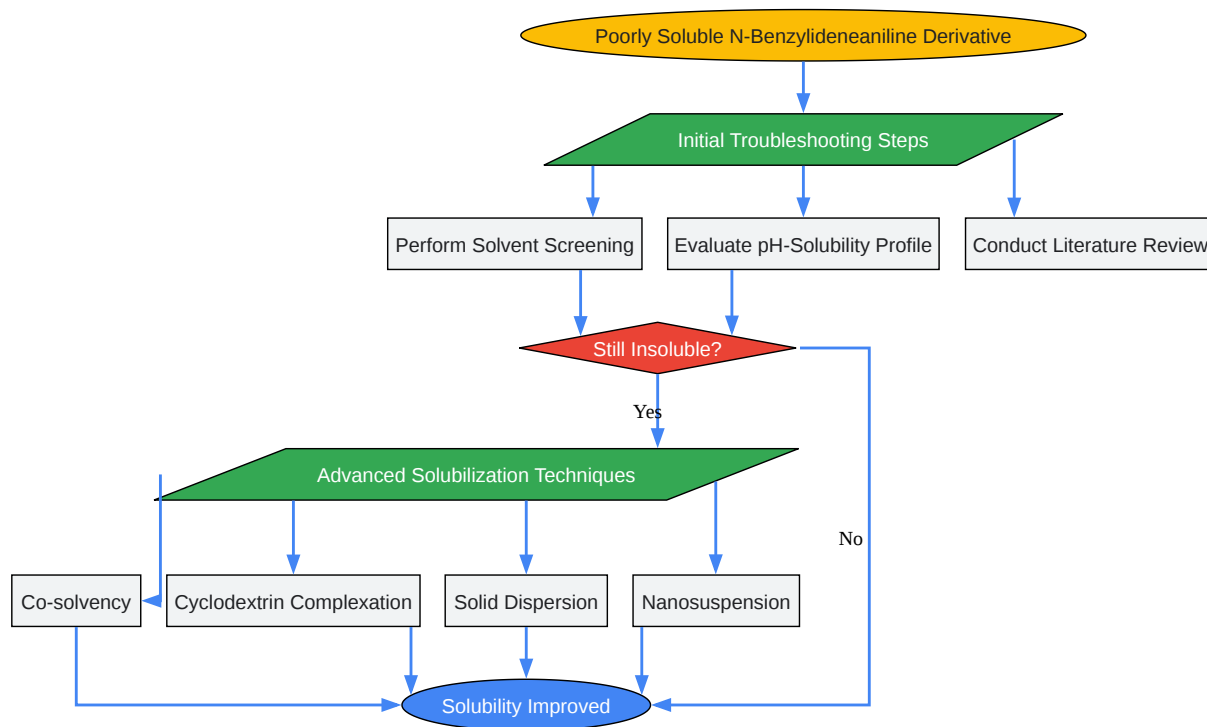 Poorly Soluble N-Benzylideneaniline Derivative
Initial Troubleshooting Steps
Perform Solvent Screening
Evaluate pH-Solubility Profile
Conduct Literature Review
Still Insoluble?
Yes
Advanced Solubilization Techniques
No
Co-solvency
Cyclodextrin Complexation
Solid Dispersion
Nanosuspension
Solubility Improved